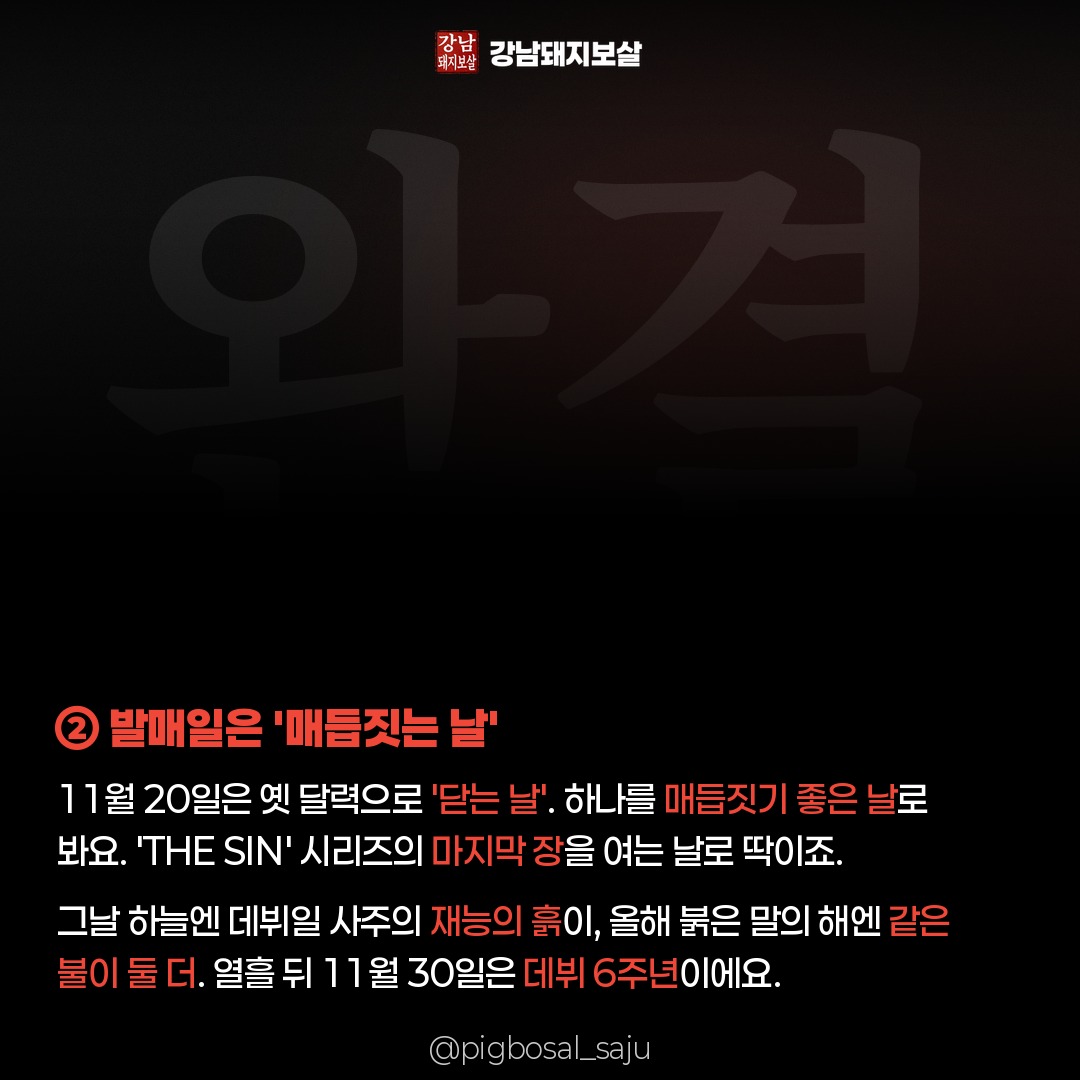 강남
돼지보살
강남돼지보살
완결
② 발매일은 '매듭짓는 날'
11월 20일은 옛 달력으로 '닫는 날'. 하나를 매듭짓기 좋은 날로
봐요. 'THE SIN' 시리즈의 마지막 장을 여는 날로 딱이죠.
그날 하늘엔 데뷔일 사주의 재능의 흙이, 올해 붉은 말의 해엔 같은
불이 둘 더. 열흘 뒤 11월 30일은 데뷔 6주년이에요.
@pigbosal_saju